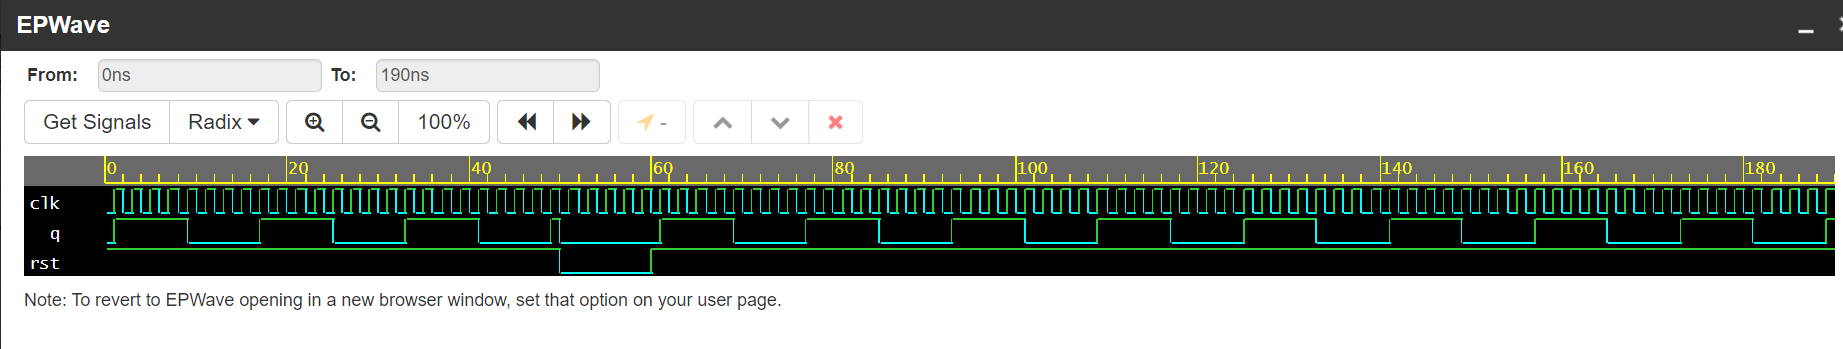 EPWave
From: 0ns To: 190ns
Get Signals Radix 100% -
0 20 40 60 80 100 120 140 160 180
clk
q
rst
Note: To revert to EPWave opening in a new browser window, set that option on your user page.